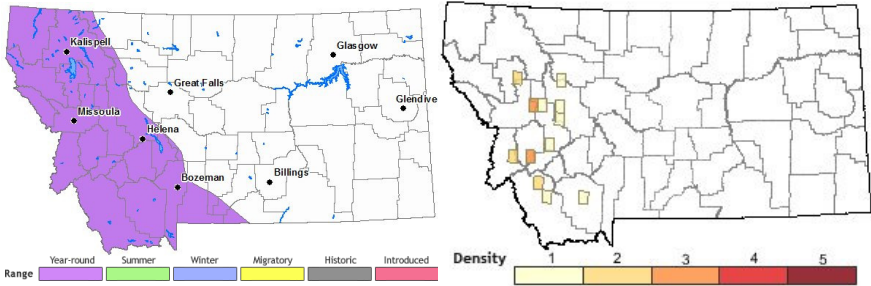 Kalispell
Glasgow
Great Falls
Glendive
Missoula
Helena
Bozeman
Billings
Range
Year-round
Summer
Winter
Migratory
Historic
Introduced
Density
1 2 3 4 5